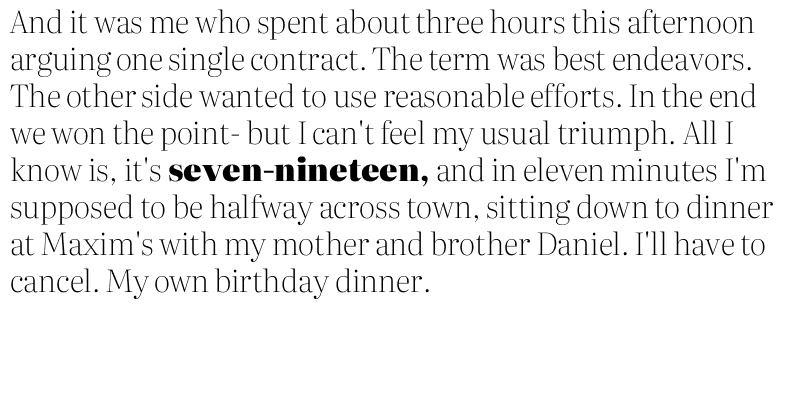 And it was me who spent about three hours this afternoon
arguing one single contract. The term was best endeavors.
The other side wanted to use reasonable efforts. In the end
we won the point- but I can't feel my usual triumph. All I
know is, it's seven-nineteen, and in eleven minutes I'm
supposed to be halfway across town, sitting down to dinner
at Maxim's with my mother and brother Daniel. I'll have to
cancel. My own birthday dinner.